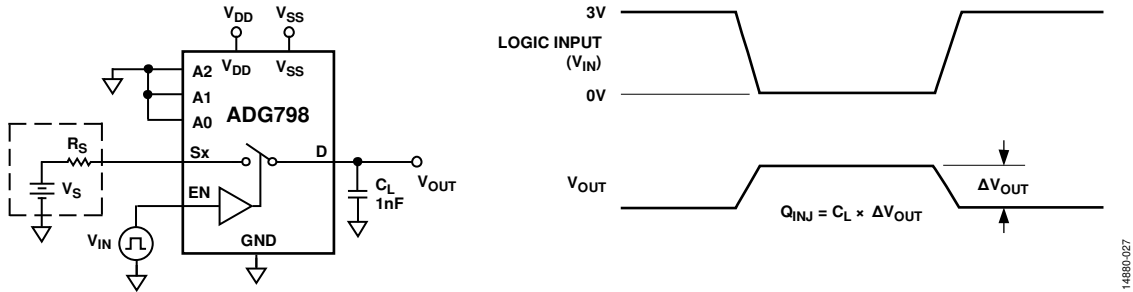 VDD
VSS
VDD
VSS
A2
A1
A0
ADG798
RS
VS
Sx
D
EN
VIN
GND
CL
1nF
VOUT
3V
LOGIC INPUT
(VIN)
0V
VOUT
ΔVOUT
QINJ = CL × ΔVOUT
14880-027